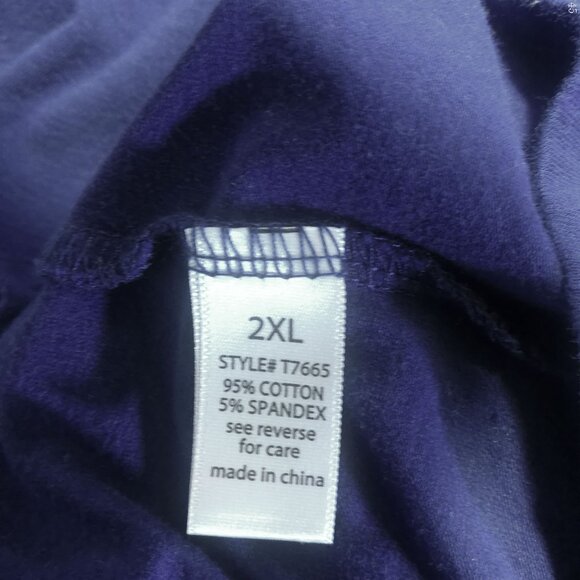 2XL
STYLE# T7665
95% COTTON
5% SPANDEX
see reverse
for care
made in china